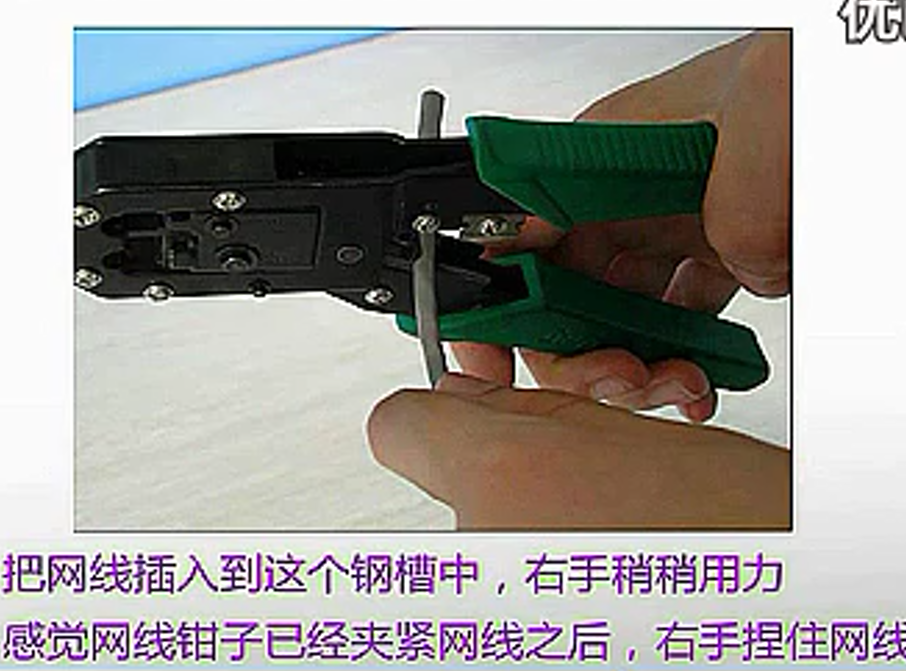 优
把网线插入到这个钢槽中，右手稍稍用力
感觉网线钳子已经夹紧网线之后，右手捏住网线